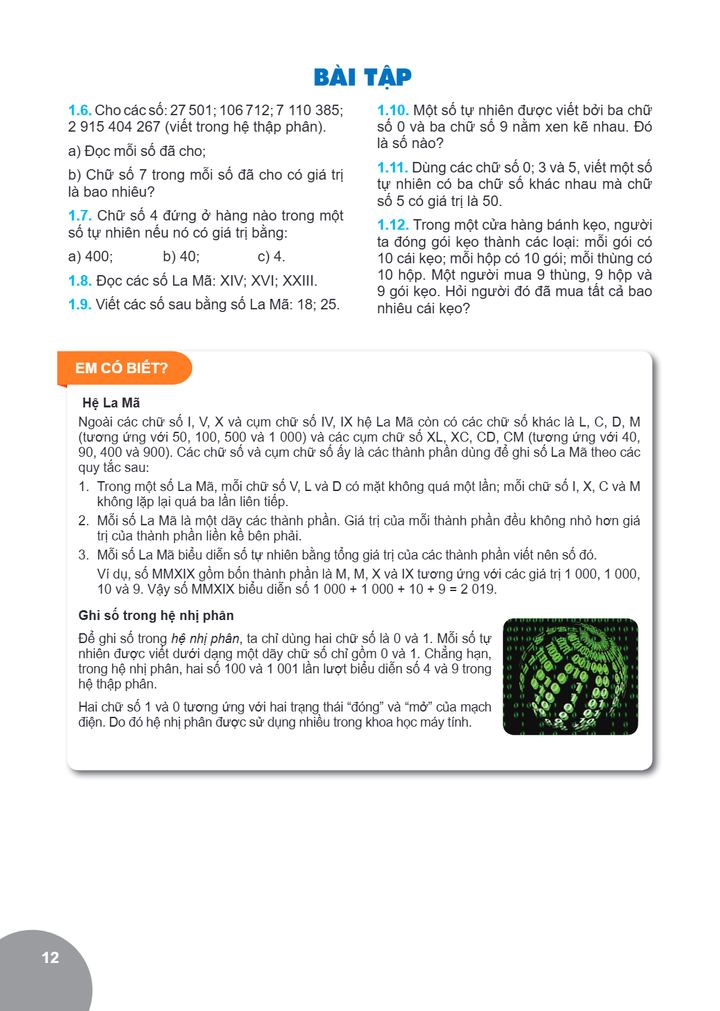 BÀI TẬP
1.6. Cho các số: 27 501; 106 712; 7 110 385;
2 915 404 267 (viết trong hệ thập phân).
a) Đọc mỗi số đã cho;
b) Chữ số 7 trong mỗi số đã cho có giá trị
là bao nhiêu?
1.7. Chữ số 4 đứng ở hàng nào trong một
số tự nhiên nếu nó có giá trị bằng:
a) 400; b) 40; c) 4.
1.8. Đọc các số La Mã: XIV; XVI; XXIII.
1.9. Viết các số sau bằng số La Mã: 18; 25.
1.10. Một số tự nhiên được viết bởi ba chữ
số 0 và ba chữ số 9 nằm xen kẽ nhau. Đó
là số nào?
1.11. Dùng các chữ số 0; 3 và 5, viết một số
tự nhiên có ba chữ số khác nhau mà chữ
số 5 có giá trị là 50.
1.12. Trong một cửa hàng bánh kẹo, người
ta đóng gói kẹo thành các loại: mỗi gói có
10 cái kẹo; mỗi hộp có 10 gói; mỗi thùng có
10 hộp. Một người mua 9 thùng, 9 hộp và
9 gói kẹo. Hỏi người đó đã mua tất cả bao
nhiêu cái kẹo?
EM CÓ BIẾT?
Hệ La Mã
Ngoài các chữ số I, V, X và cụm chữ số IV, IX hệ La Mã còn có các chữ số khác là L, C, D, M
(tương ứng với 50, 100, 500 và 1 000) và các cụm chữ số XL, XC, CD, CM (tương ứng với 40,
90, 400 và 900). Các chữ số và cụm chữ số ấy là các thành phần dùng để ghi số La Mã theo các
quy tắc sau:
1. Trong một số La Mã, mỗi chữ số V, L và D có mặt không quá một lần; mỗi chữ số I, X, C và M
không lặp lại quá ba lần liên tiếp.
2. Mỗi số La Mã là một dãy các thành phần. Giá trị của mỗi thành phần đều không nhỏ hơn giá
trị của thành phần liền kề bên phải.
3. Mỗi số La Mã biểu diễn số tự nhiên bằng tổng giá trị của các thành phần viết nên số đó.
Ví dụ, số MMXIX gồm bốn thành phần là M, M, X và IX tương ứng với các giá trị 1 000, 1 000,
10 và 9. Vậy số MMXIX biểu diễn số 1 000 + 1 000 + 10 + 9 = 2 019.
Ghi số trong hệ nhị phân
Để ghi số trong hệ nhị phân, ta chỉ dùng hai chữ số là 0 và 1. Mỗi số tự
nhiên được viết dưới dạng một dãy chữ số chỉ gồm 0 và 1. Chẳng hạn,
trong hệ nhị phân, hai số 100 và 1 001 lần lượt biểu diễn số 4 và 9 trong
hệ thập phân.
Hai chữ số 1 và 0 tương ứng với hai trạng thái “đóng” và “mở” của mạch
điện. Do đó hệ nhị phân được sử dụng nhiều trong khoa học máy tính.
12